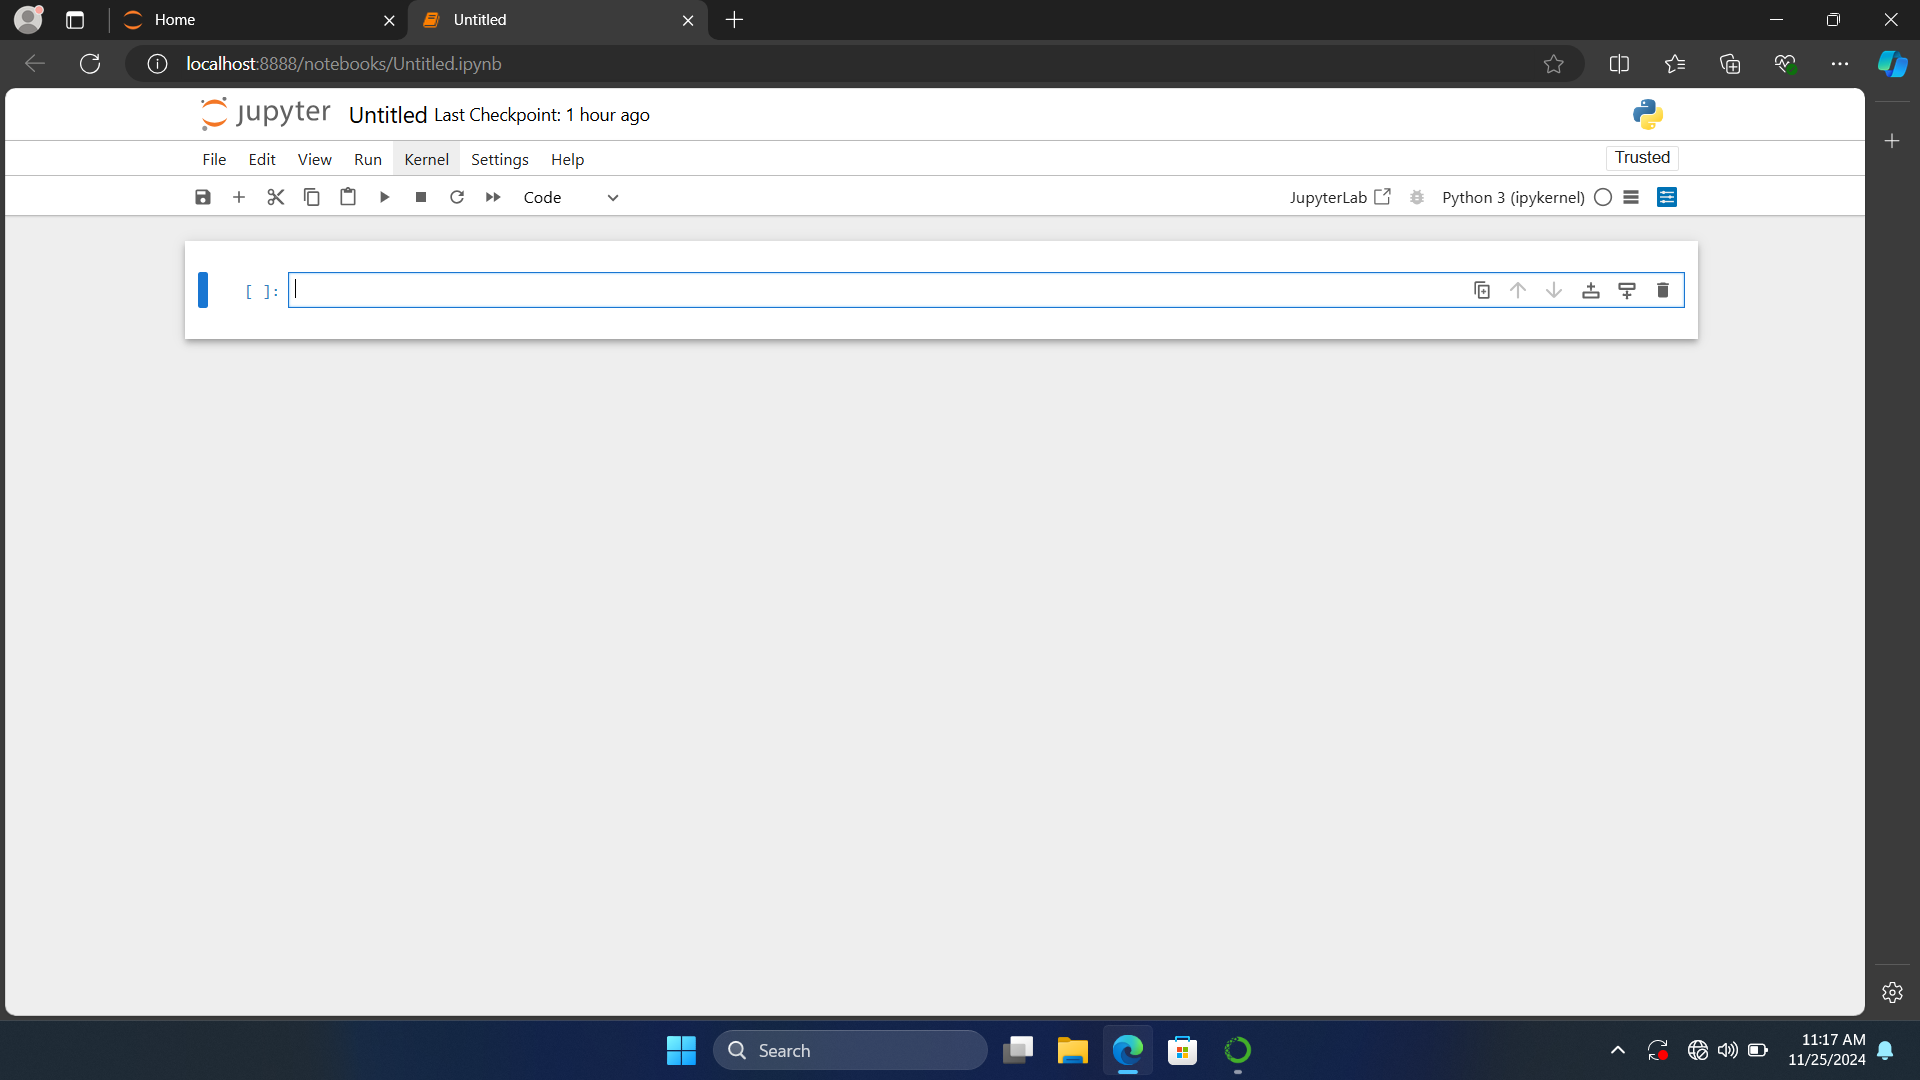 Home
Untitled
localhost:8888/notebooks/Untitled.ipynb
jupyter Untitled Last Checkpoint: 1 hour ago
File Edit View Run Kernel Settings Help
Trusted
Code
JupyterLab Python 3 (ipykernel)
[ ]:
Search
11:17 AM
11/25/2024